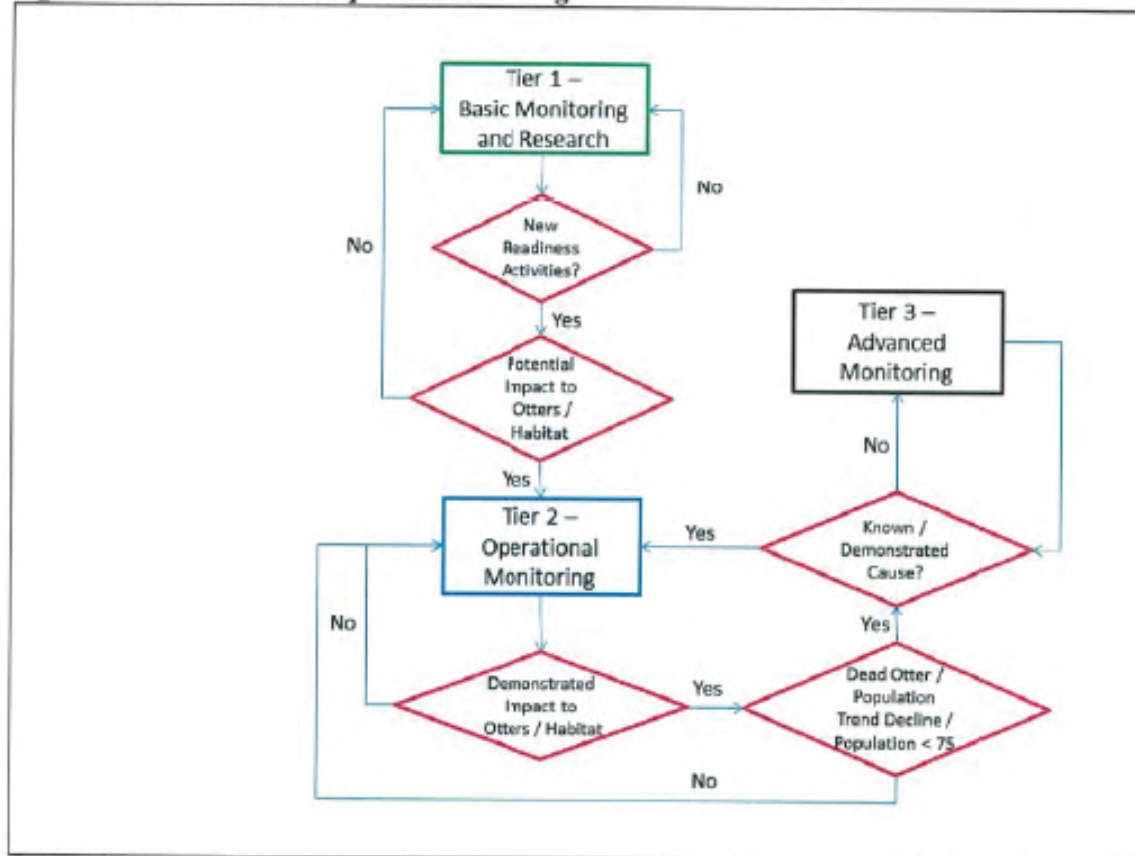 Tier 1 –
Basic Monitoring
and Research
No
No
New
Readiness
Activities?
Yes
Potential
Impact to
Otters /
Habitat
Yes
Tier 2 –
Operational
Monitoring
No
Demonstrated
Impact to
Otters / Habitat
Yes
Dead Otter /
Population
Trend Decline /
Population < 75
No
Yes
Known /
Demonstrated
Cause?
Yes
No
Tier 3 –
Advanced
Monitoring